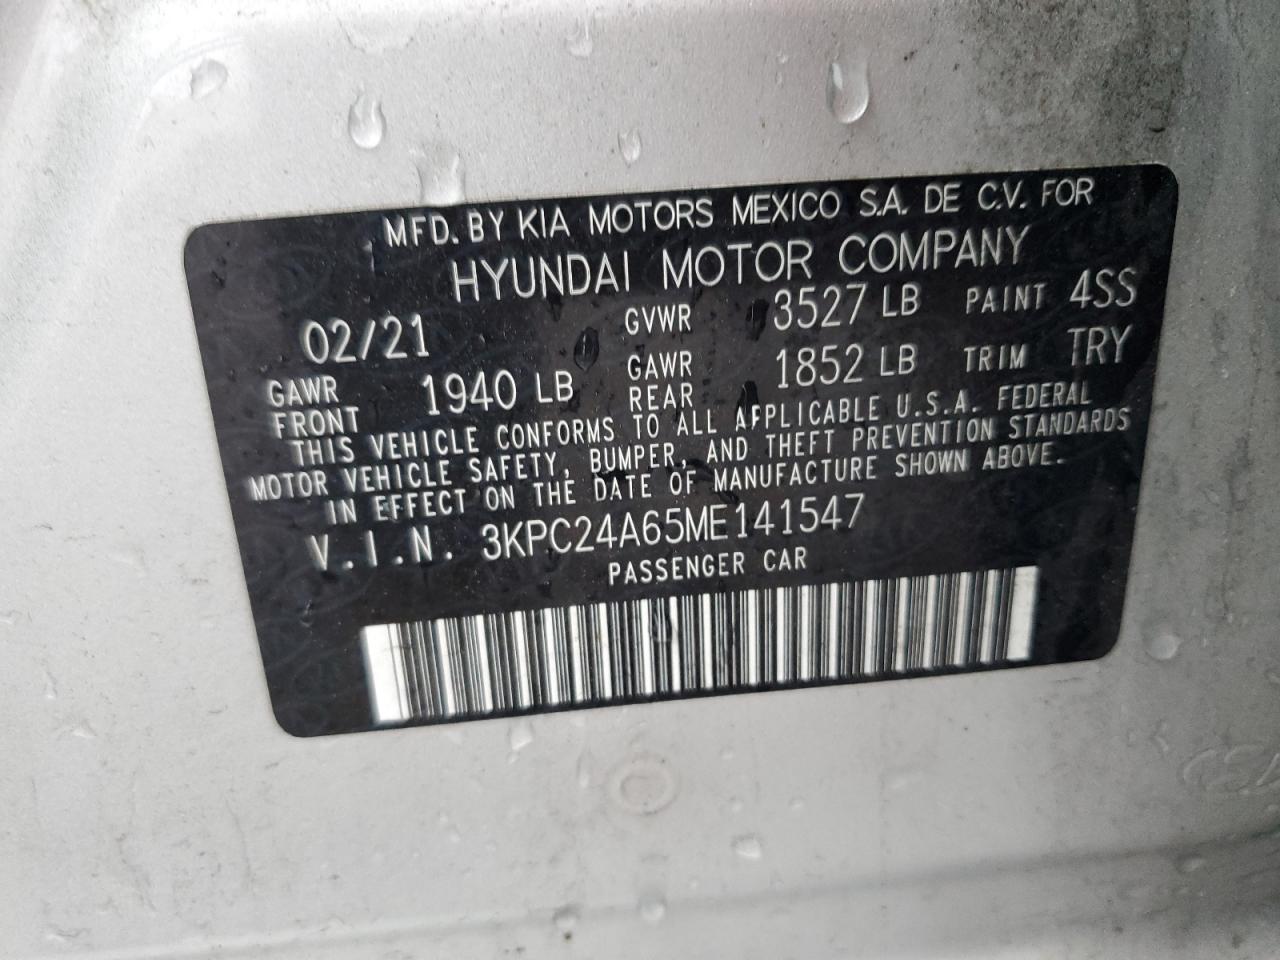 MFD. BY KIA MOTORS MEXICO S.A. DE C.V. FOR
HYUNDAI MOTOR COMPANY
02/21 GVWR 3527 LB PAINT 4SS
GAWR FRONT 1940 LB GAWR REAR 1852 LB TRIM TRY
THIS VEHICLE CONFORMS TO ALL APPLICABLE U.S.A. FEDERAL
MOTOR VEHICLE SAFETY, BUMPER, AND THEFT PREVENTION STANDARDS
IN EFFECT ON THE DATE OF MANUFACTURE SHOWN ABOVE.
V.I.N. 3KPC24A65ME141547
PASSENGER CAR